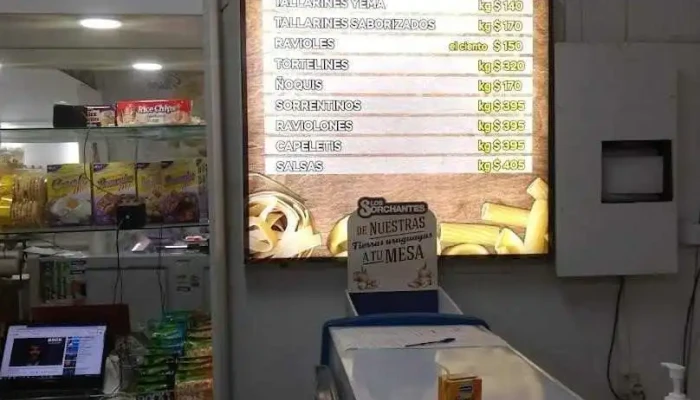 TALLARINES YEMA kg $ 140
TALLARINES SABORIZADOS kg $ 170
RAVIOLES el ciento $ 150
TORTELINES kg $ 320
ÑOQUIS kg $ 170
SORRENTINOS kg $ 395
RAVIOLONES kg $ 395
CAPELETIS kg $ 395
SALSAS kg $ 405
Rice Chips
LOS
SORCHANTES
DE NUESTRAS
Tierras uruguayas
A TU MESA